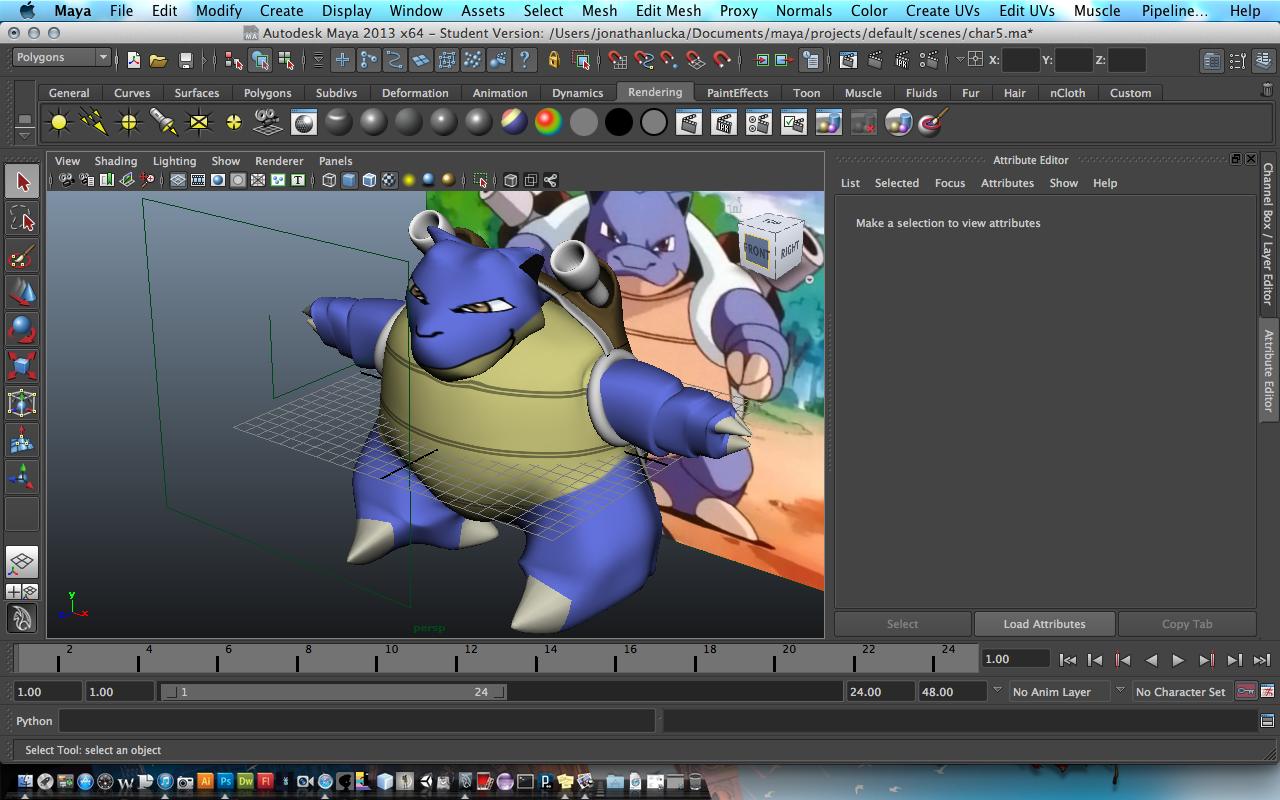 Maya File Edit Modify Create Display Window Assets Select Mesh Edit Mesh Proxy Normals Color Create UVs Edit UVs Muscle Pipeline... Help
Autodesk Maya 2013 x64 – Student Version: /Users/jonathanlucka/Documents/maya/projects/default/scenes/char5.ma*
Polygons X: Y: Z:
General Curves Surfaces Polygons Subdivs Deformation Animation Dynamics Rendering PaintEffects Toon Muscle Fluids Fur Hair nCloth Custom
View Shading Lighting Show Renderer Panels
Attribute Editor
List Selected Focus Attributes Show Help
Make a selection to view attributes
FRONT RIGHT
Channel Box / Layer Editor
Attribute Editor
y
x
persp
Select Load Attributes Copy Tab
2 4 6 8 10 12 14 16 18 20 22 24 1.00
1.00 1.00 1 24 24.00 48.00 No Anim Layer No Character Set
Python
Select Tool: select an object
W Ai Ps Dw Fl